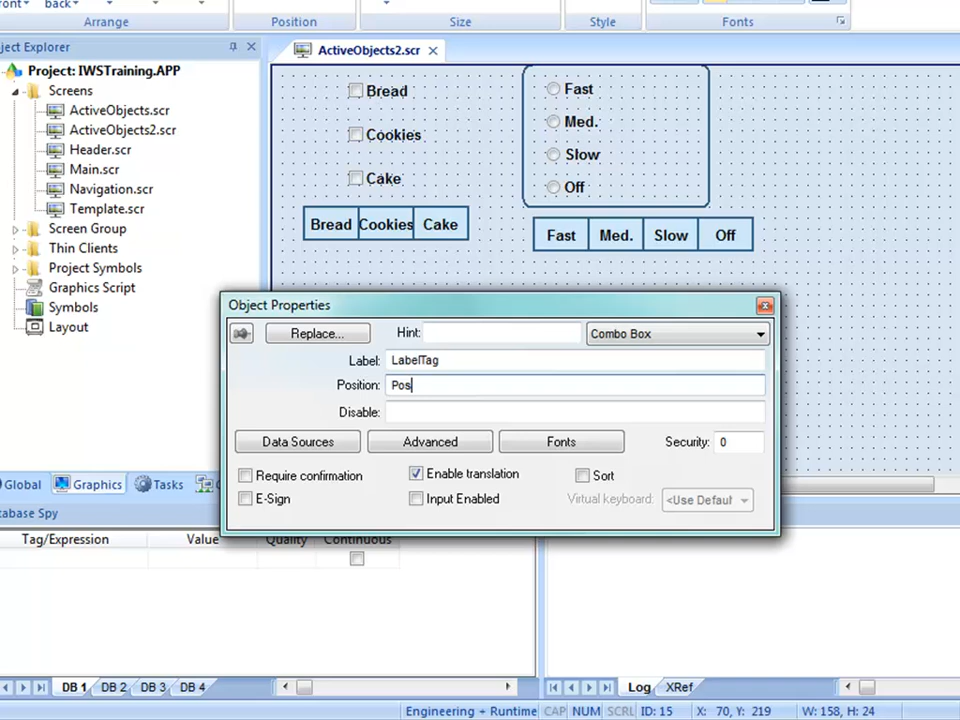 ront
back
Arrange
Position
Size
Style
Fonts
ject Explorer
ActiveObjects2.scr
Project: IWSTraining.APP
Screens
ActiveObjects.scr
ActiveObjects2.scr
Header.scr
Main.scr
Navigation.scr
Template.scr
Screen Group
Thin Clients
Project Symbols
Graphics Script
Symbols
Layout
Bread
Cookies
Cake
Bread Cookies Cake
Fast
Med.
Slow
Off
Fast Med. Slow Off
Object Properties
Replace... Hint: Combo Box
Label: LabelTag
Position: Pos
Disable:
Data Sources Advanced Fonts Security: 0
Require confirmation Enable translation Sort
E-Sign Input Enabled Virtual keyboard: <Use Defaul
Global Graphics Tasks
tabase Spy
Tag/Expression Value Quality Continuous
DB 1 DB 2 DB 3 DB 4
Log XRef
Engineering + Runtime CAP NUM SCRL ID: 15 X: 70, Y: 219 W: 158, H: 24